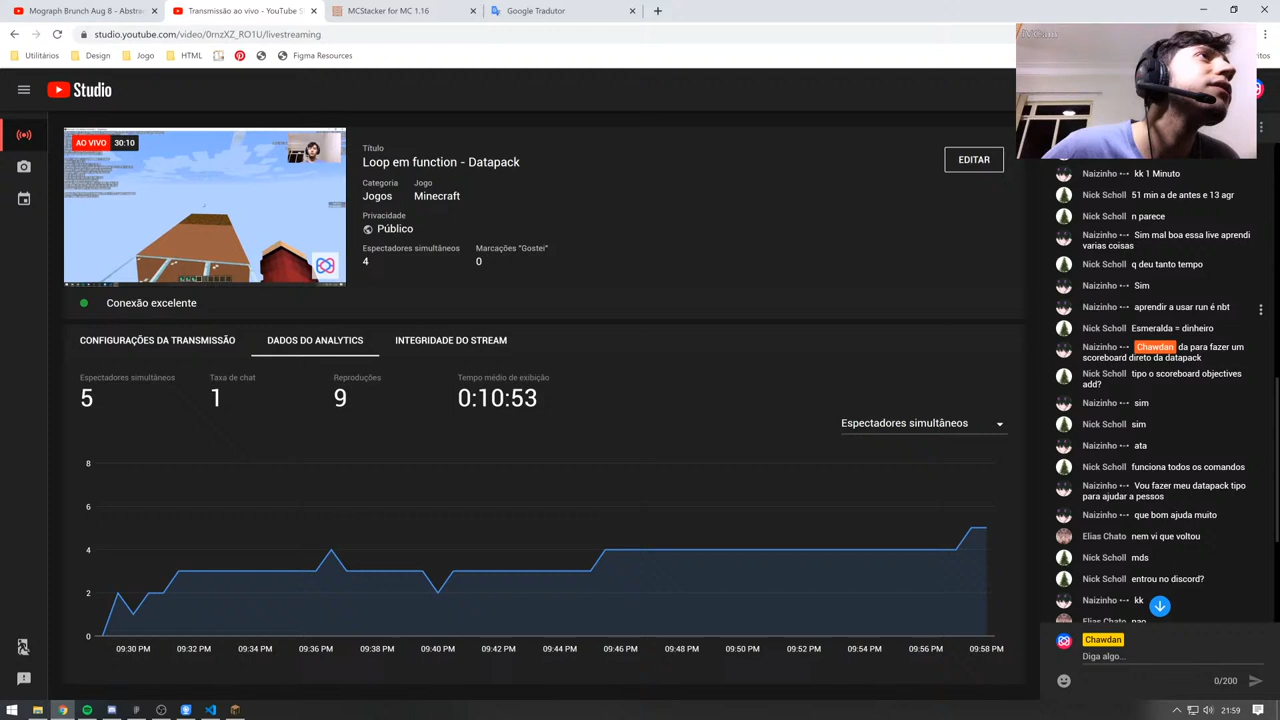 Mograph Brunch Aug 8 - Abstrac
Transmissão ao vivo - YouTube S
MCStacker for MC 1.16
Google Tradutor
studio.youtube.com/video/0rnzXZ_RO1U/livestreaming
Utilitários
Design
Jogo
HTML
Figma Resources
Studio
AO VIVO 30:10
Título
Loop em function - Datapack
Categoria Jogo
Jogos Minecraft
Privacidade
Público
Espectadores simultâneos Marcações "Gostei"
4 0
EDITAR
Conexão excelente
CONFIGURAÇÕES DA TRANSMISSÃO
DADOS DO ANALYTICS
INTEGRIDADE DO STREAM
Espectadores simultâneos Taxa de chat Reproduções Tempo médio de exibição
5 1 9 0:10:53
Espectadores simultâneos
8
6
4
2
0
09:30 PM 09:32 PM 09:34 PM 09:36 PM 09:38 PM 09:40 PM 09:42 PM 09:44 PM 09:46 PM 09:48 PM 09:50 PM 09:52 PM 09:54 PM 09:56 PM 09:58 PM
iVCam
Naizinho •-• kk 1 Minuto
Nick Scholl 51 min a de antes e 13 agr
Nick Scholl n parece
Naizinho •-• Sim mal boa essa live aprendi
varias coisas
Nick Scholl q deu tanto tempo
Naizinho •-• Sim
Naizinho •-• aprendir a usar run é nbt
Nick Scholl Esmeralda = dinheiro
Naizinho •-• Chawdan da para fazer um
scoreboard direto da datapack
Nick Scholl tipo o scoreboard objectives
add?
Naizinho •-• sim
Nick Scholl sim
Naizinho •-• ata
Nick Scholl funciona todos os comandos
Naizinho •-• Vou fazer meu datapack tipo
para ajudar a pessos
Naizinho •-• que bom ajuda muito
Elias Chato nem vi que voltou
Nick Scholl mds
Nick Scholl entrou no discord?
Naizinho •-• kk
Elias Chato nao
Chawdan
Diga algo...
0/200
21:59